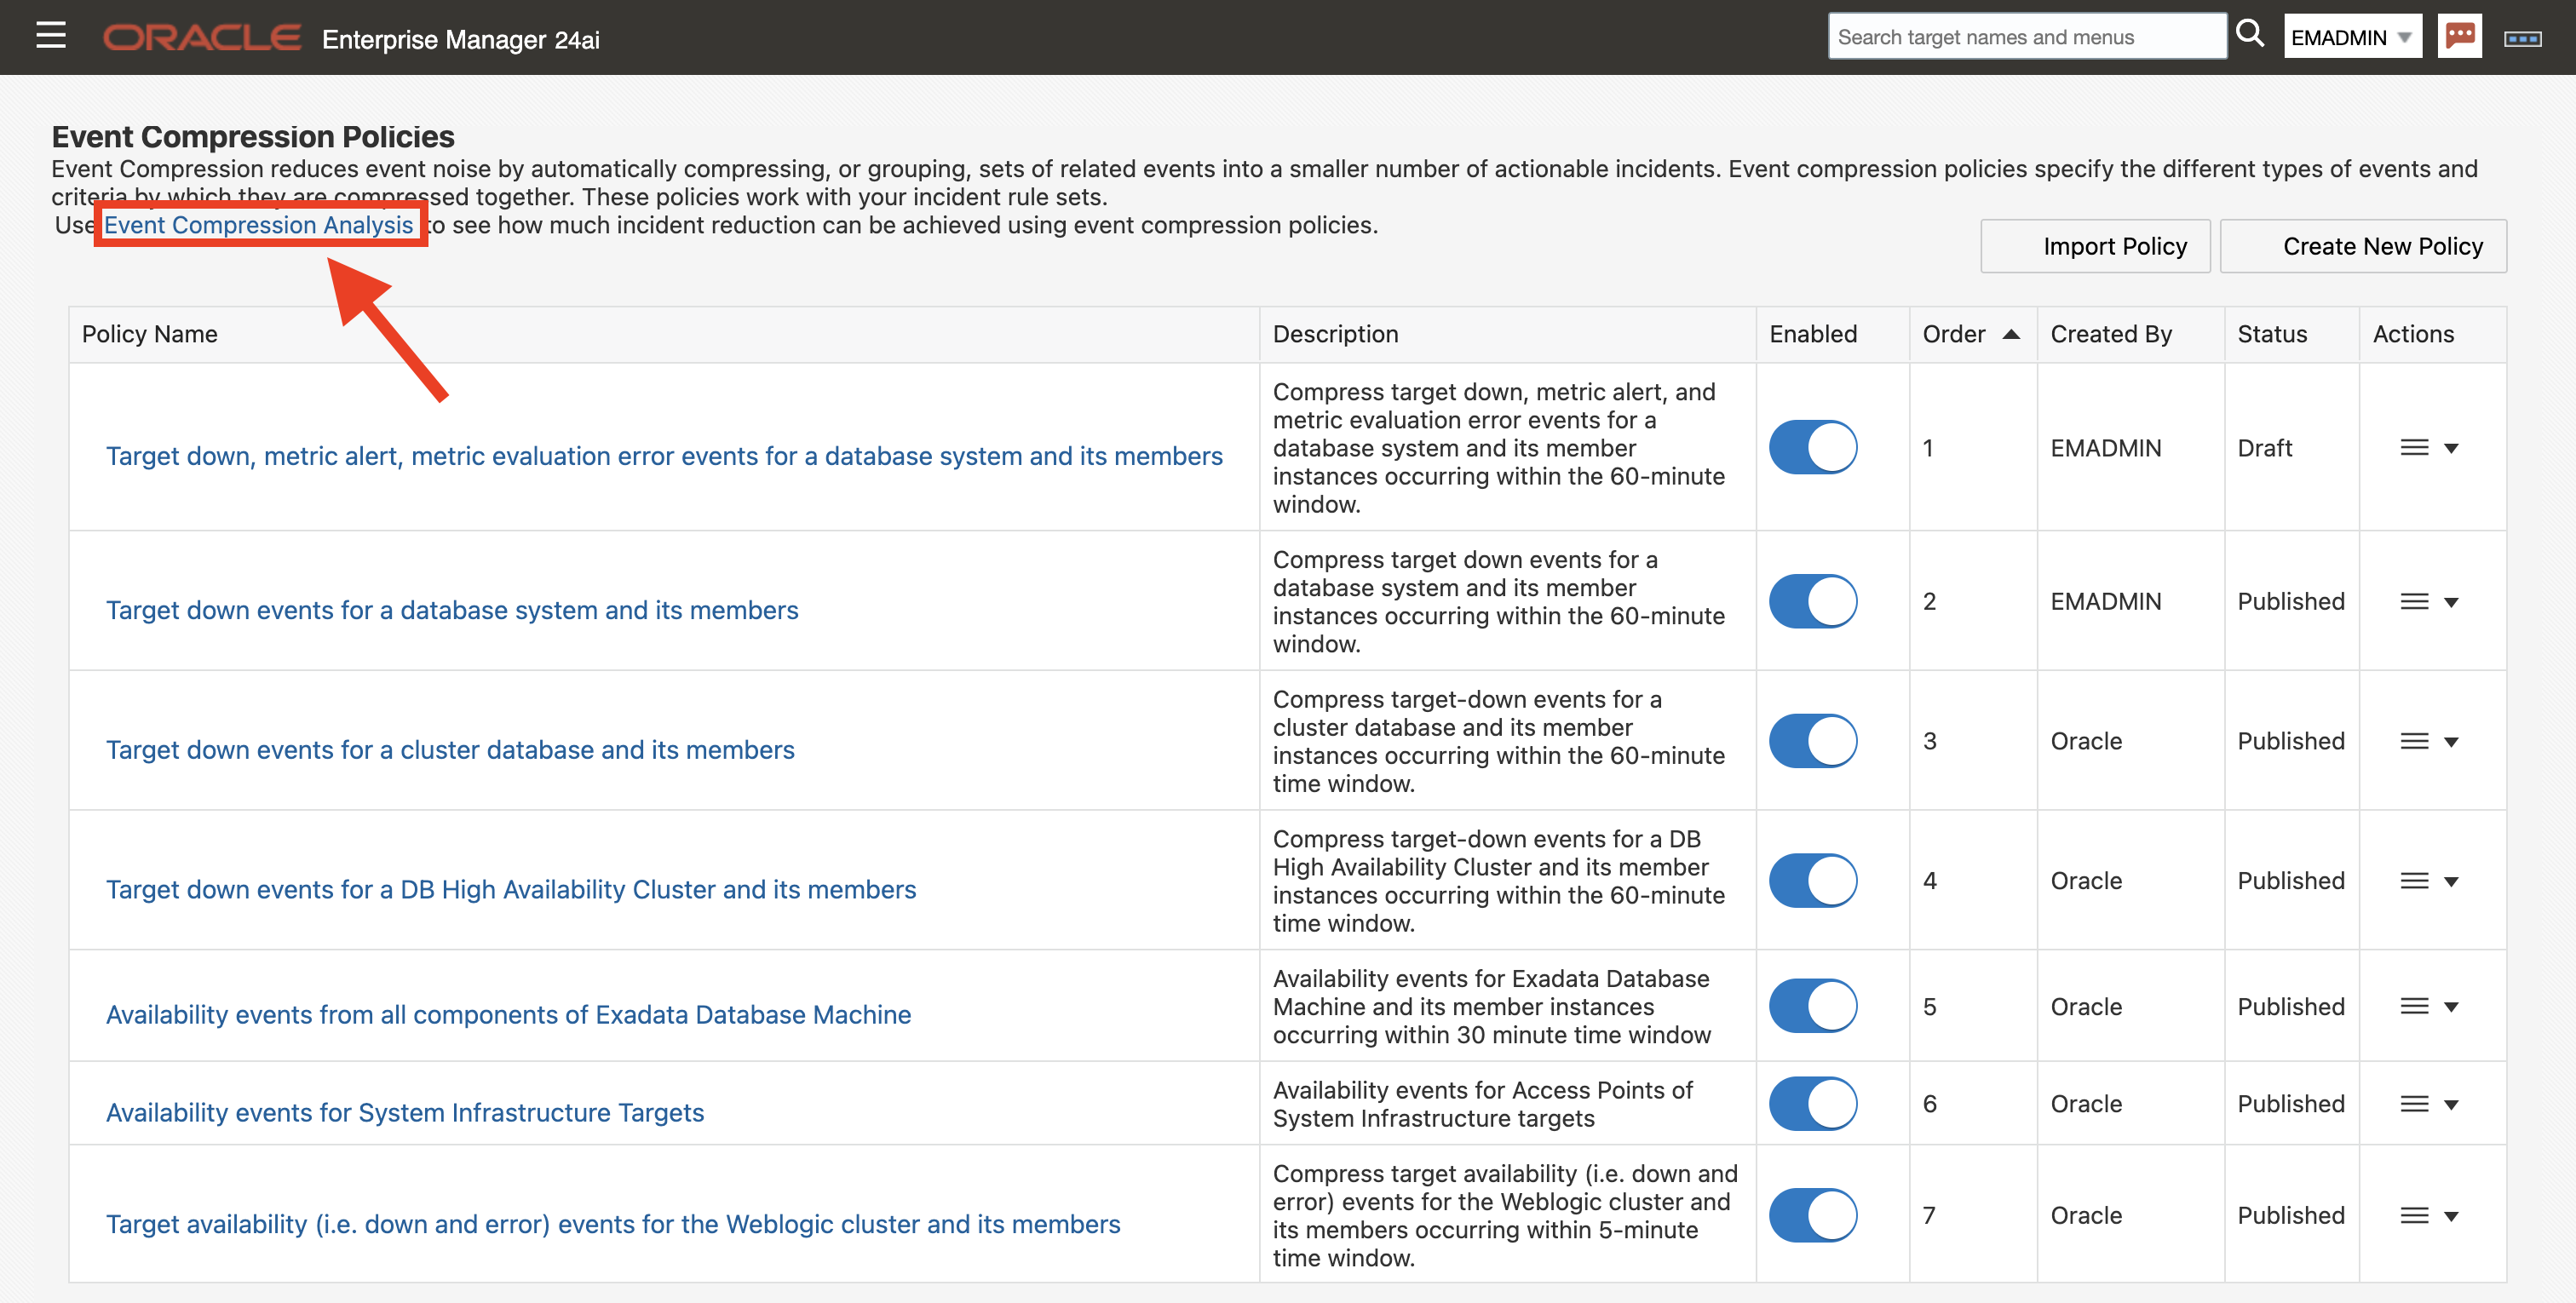 ORACLE Enterprise Manager 24ai
Search target names and menus
EMADMIN
Event Compression Policies
Event Compression reduces event noise by automatically compressing, or grouping, sets of related events into a smaller number of actionable incidents. Event compression policies specify the different types of events and
criteria by which they are compressed together. These policies work with your incident rule sets.
Use Event Compression Analysis to see how much incident reduction can be achieved using event compression policies.
Import Policy
Create New Policy
Policy Name Description Enabled Order Created By Status Actions
Compress target down, metric alert, and
metric evaluation error events for a
database system and its member
instances occurring within the 60-minute
window.
Target down, metric alert, metric evaluation error events for a database system and its members
1 EMADMIN Draft
Compress target down events for a
database system and its member
instances occurring within the 60-minute
window.
Target down events for a database system and its members
2 EMADMIN Published
Compress target-down events for a
cluster database and its member
instances occurring within the 60-minute
time window.
Target down events for a cluster database and its members
3 Oracle Published
Compress target-down events for a DB
High Availability Cluster and its member
instances occurring within the 60-minute
time window.
Target down events for a DB High Availability Cluster and its members
4 Oracle Published
Availability events for Exadata Database
Machine and its member instances
occurring within 30 minute time window
Availability events from all components of Exadata Database Machine
5 Oracle Published
Availability events for Access Points of
System Infrastructure targets
Availability events for System Infrastructure Targets
6 Oracle Published
Compress target availability (i.e. down and
error) events for the Weblogic cluster and
its members occurring within 5-minute
time window.
Target availability (i.e. down and error) events for the Weblogic cluster and its members
7 Oracle Published